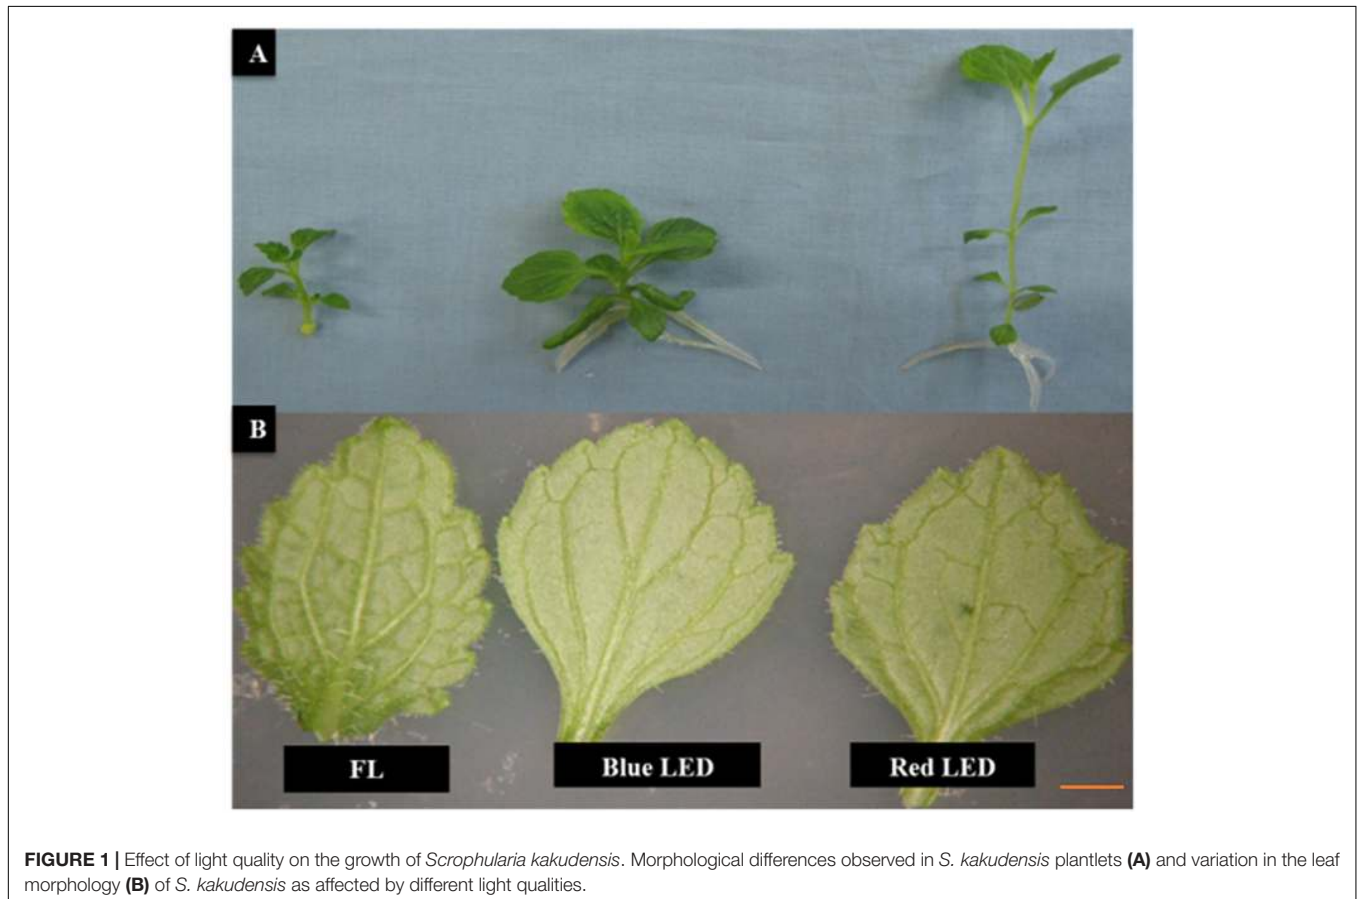 A
B
FL
Blue LED
Red LED
FIGURE 1 | Effect of light quality on the growth of Scrophularia kakudensis. Morphological differences observed in S. kakudensis plantlets (A) and variation in the leaf
morphology (B) of S. kakudensis as affected by different light qualities.